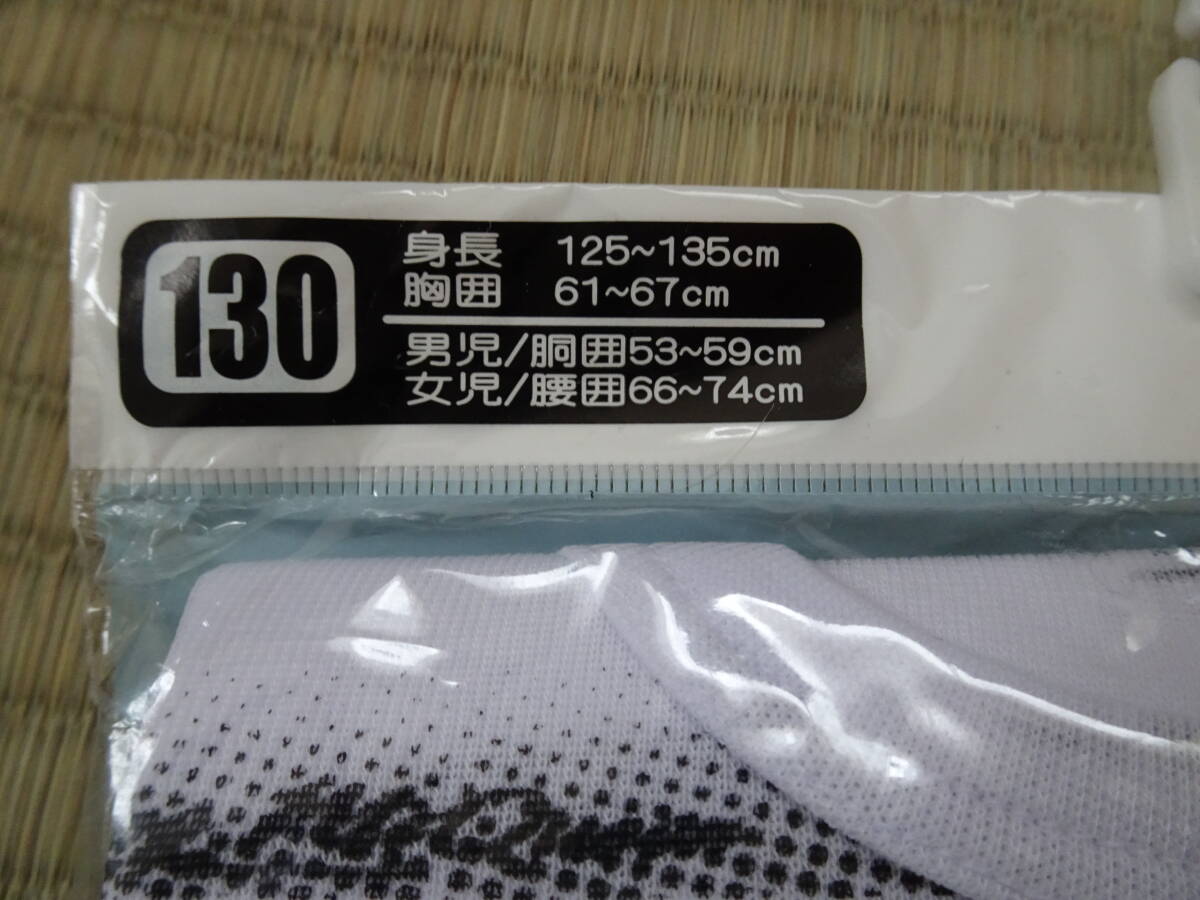 130
身長 125~135cm
胸囲 61~67cm
男児/胴囲53~59cm
女児/腰囲66~74cm